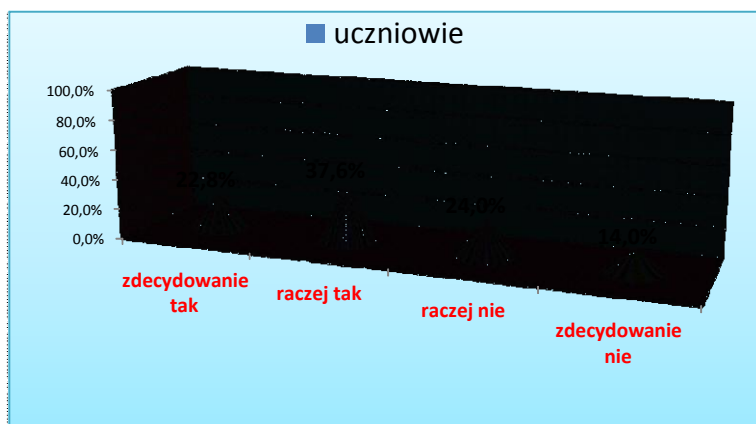 uczniowie
100,0%
80,0%
60,0%
40,0%
20,0%
0,0%
22,8%
37,6%
24,0%
14,0%
zdecydowanie
tak
raczej tak
raczej nie
zdecydowanie
nie